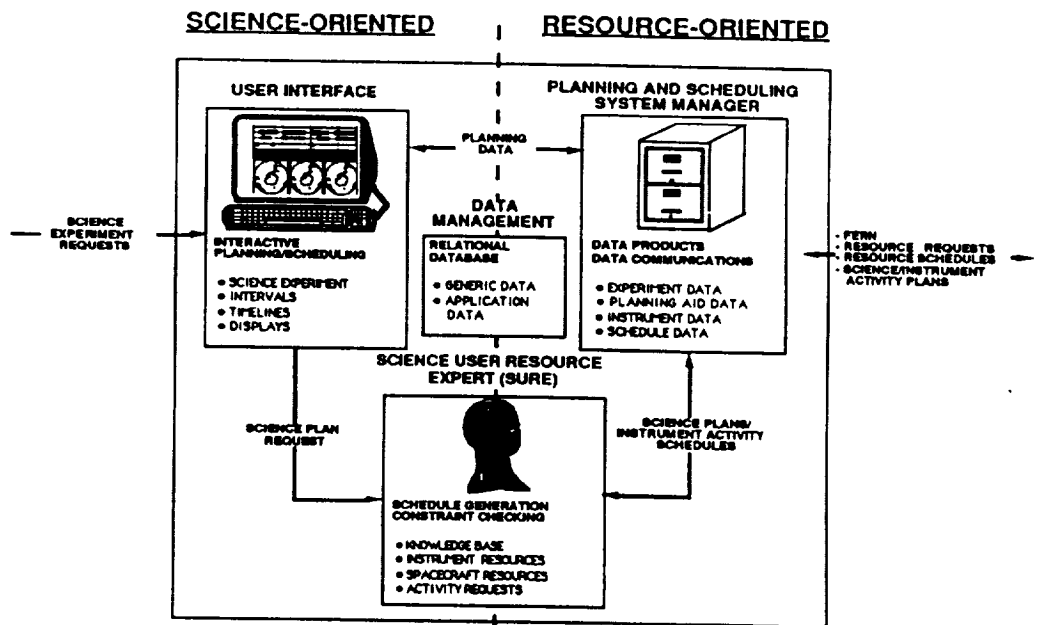 SCIENCE-ORIENTED
RESOURCE-ORIENTED
USER INTERFACE
PLANNING AND SCHEDULING
SYSTEM MANAGER
PLANNING
DATA
DATA
MANAGEMENT
SCIENCE
EXPERIMENT
REQUESTS
INTERACTIVE
PLANNING/SCHEDULING
● SCIENCE EXPERIMENT
● INTERVALS
● TIMELINES
● DISPLAYS
RELATIONAL
DATABASE
● GENERIC DATA
● APPLICATION
DATA
DATA PRODUCTS
DATA COMMUNICATIONS
● EXPERIMENT DATA
● PLANNING AID DATA
● INSTRUMENT DATA
● SCHEDULE DATA
- FERN
- RESOURCE REQUESTS
- RESOURCE SCHEDULES
- SCIENCE/INSTRUMENT
ACTIVITY PLANS
SCIENCE USER RESOURCE
EXPERT (SURE)
SCIENCE PLAN
REQUEST
SCIENCE PLANS/
INSTRUMENT ACTIVITY
SCHEDULES
SCHEDULE GENERATION
CONSTRAINT CHECKING
● KNOWLEDGE BASE
● INSTRUMENT RESOURCES
● SPACECRAFT RESOURCES
● ACTIVITY REQUESTS